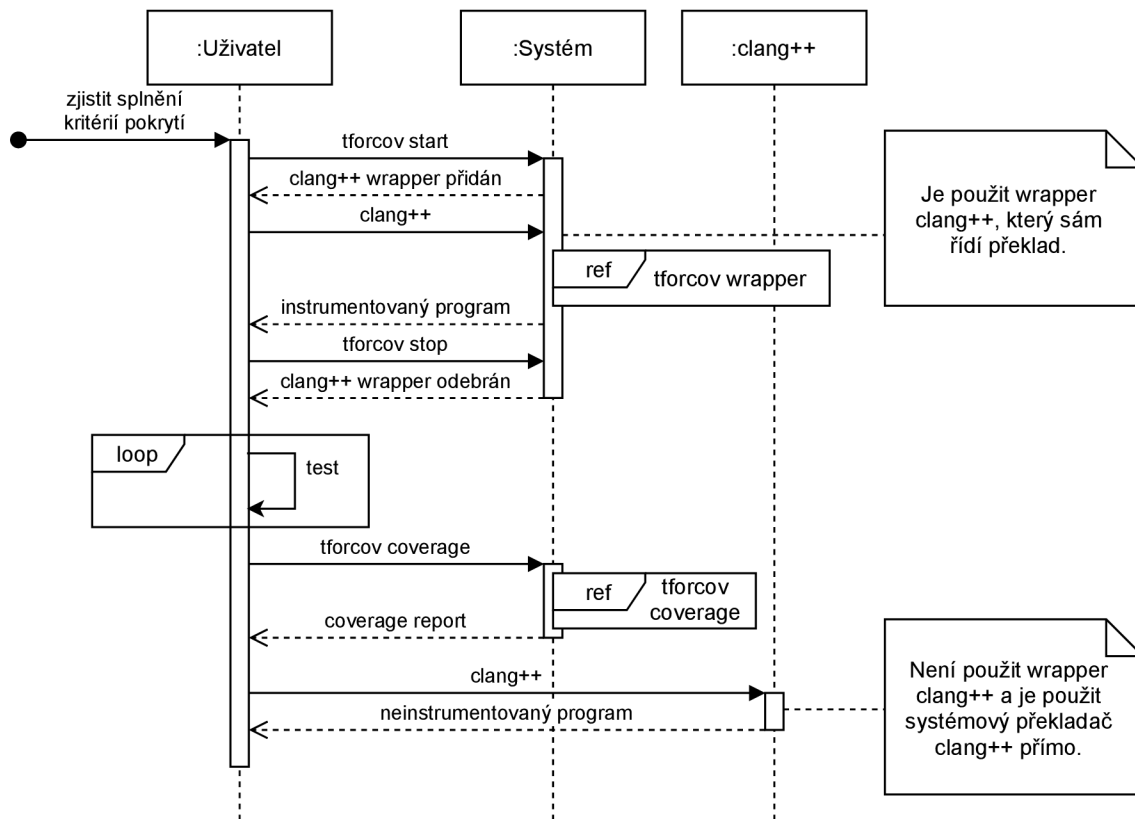 :Uživatel
:Systém
:clang++
zjistit splnění
kritérií pokrytí
tforcov start
clang++ wrapper přidán
clang++
Je použit wrapper
clang++, který sám
řídí překlad.
ref
tforcov wrapper
instrumentovaný program
tforcov stop
clang++ wrapper odebrán
loop
test
tforcov coverage
ref
tforcov
coverage
coverage report
clang++
neinstrumentovaný program
Není použit wrapper
clang++ a je použit
systémový překladač
clang++ přímo.